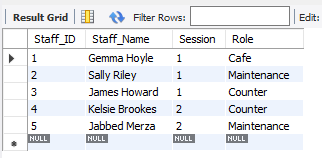 Result Grid Filter Rows: Edit:
Staff_ID Staff_Name Session Role
1 Gemma Hoyle 1 Cafe
2 Sally Riley 1 Maintenance
3 James Howard 1 Counter
4 Kelsie Brookes 2 Counter
5 Jabbed Merza 2 Maintenance
NULL NULL NULL NULL